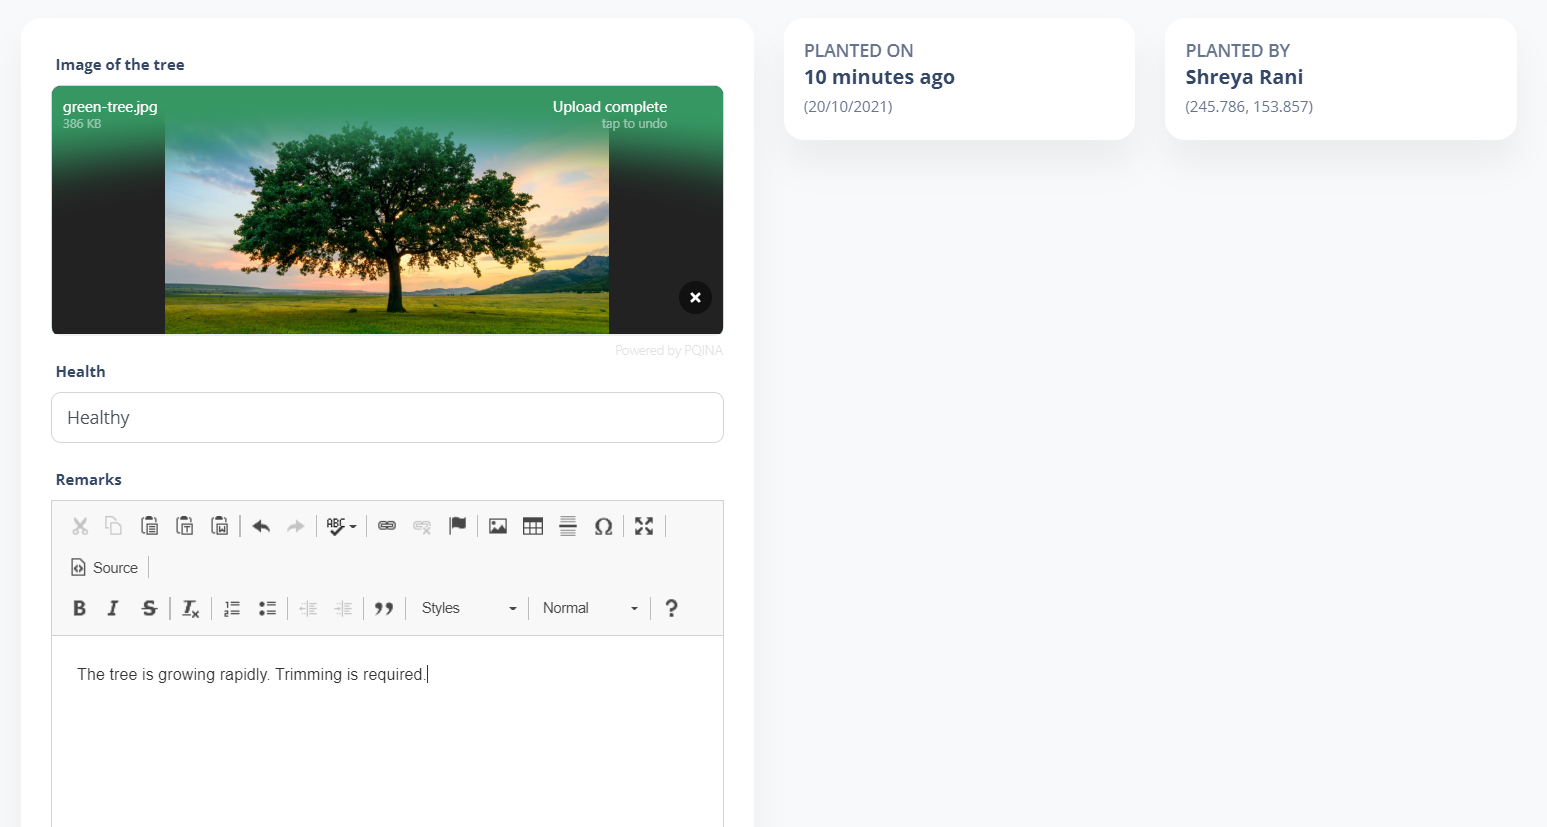 Image of the tree
green-tree.jpg
386 KB
Upload complete
tap to undo
Powered by PQINA
Health
Healthy
Remarks
ABC
Source
Styles
Normal
The tree is growing rapidly. Trimming is required.
PLANTED ON
10 minutes ago
(20/10/2021)
PLANTED BY
Shreya Rani
(245.786, 153.857)